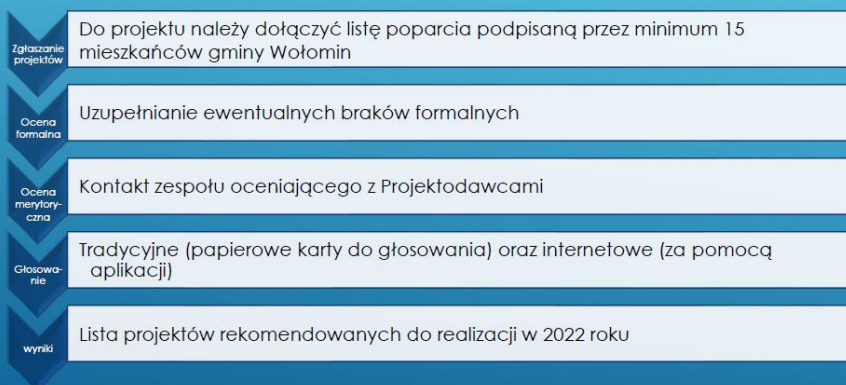 Zgłaszanie
projektów
Do projektu należy dołączyć listę poparcia podpisaną przez minimum 15
mieszkańców gminy Wołomin
Ocena
formalna
Uzupełnianie ewentualnych braków formalnych
Ocena
merytory-
czna
Kontakt zespołu oceniającego z Projektodawcami
Głosowa-
nie
Tradycyjne (papierowe karty do głosowania) oraz internetowe (za pomocą
aplikacji)
wyniki
Lista projektów rekomendowanych do realizacji w 2022 roku